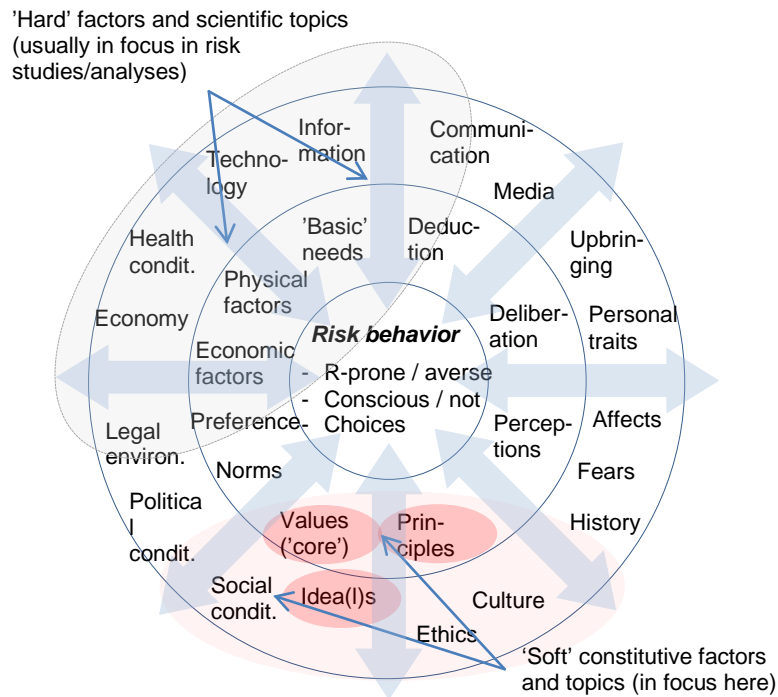 ’Hard’ factors and scientific topics
(usually in focus in risk
studies/analyses)
Infor-
mation
Communi-
cation
Techno-
logy
Media
Health
condit.
’Basic’
needs
Deduc-
tion
Upbrin-
ging
Physical
factors
Economy
Deliber-
ation
Personal
traits
Risk behavior
Economic
factors
- R-prone / averse
- Conscious / not
- Choices
Preference
Percep-
tions
Affects
Legal
environ.
Norms
Fears
Politica
l
condit.
Values
(’core’)
Prin-
ciples
History
Social
condit.
Idea(l)s
Culture
Ethics
‘Soft’ constitutive factors
and topics (in focus here)